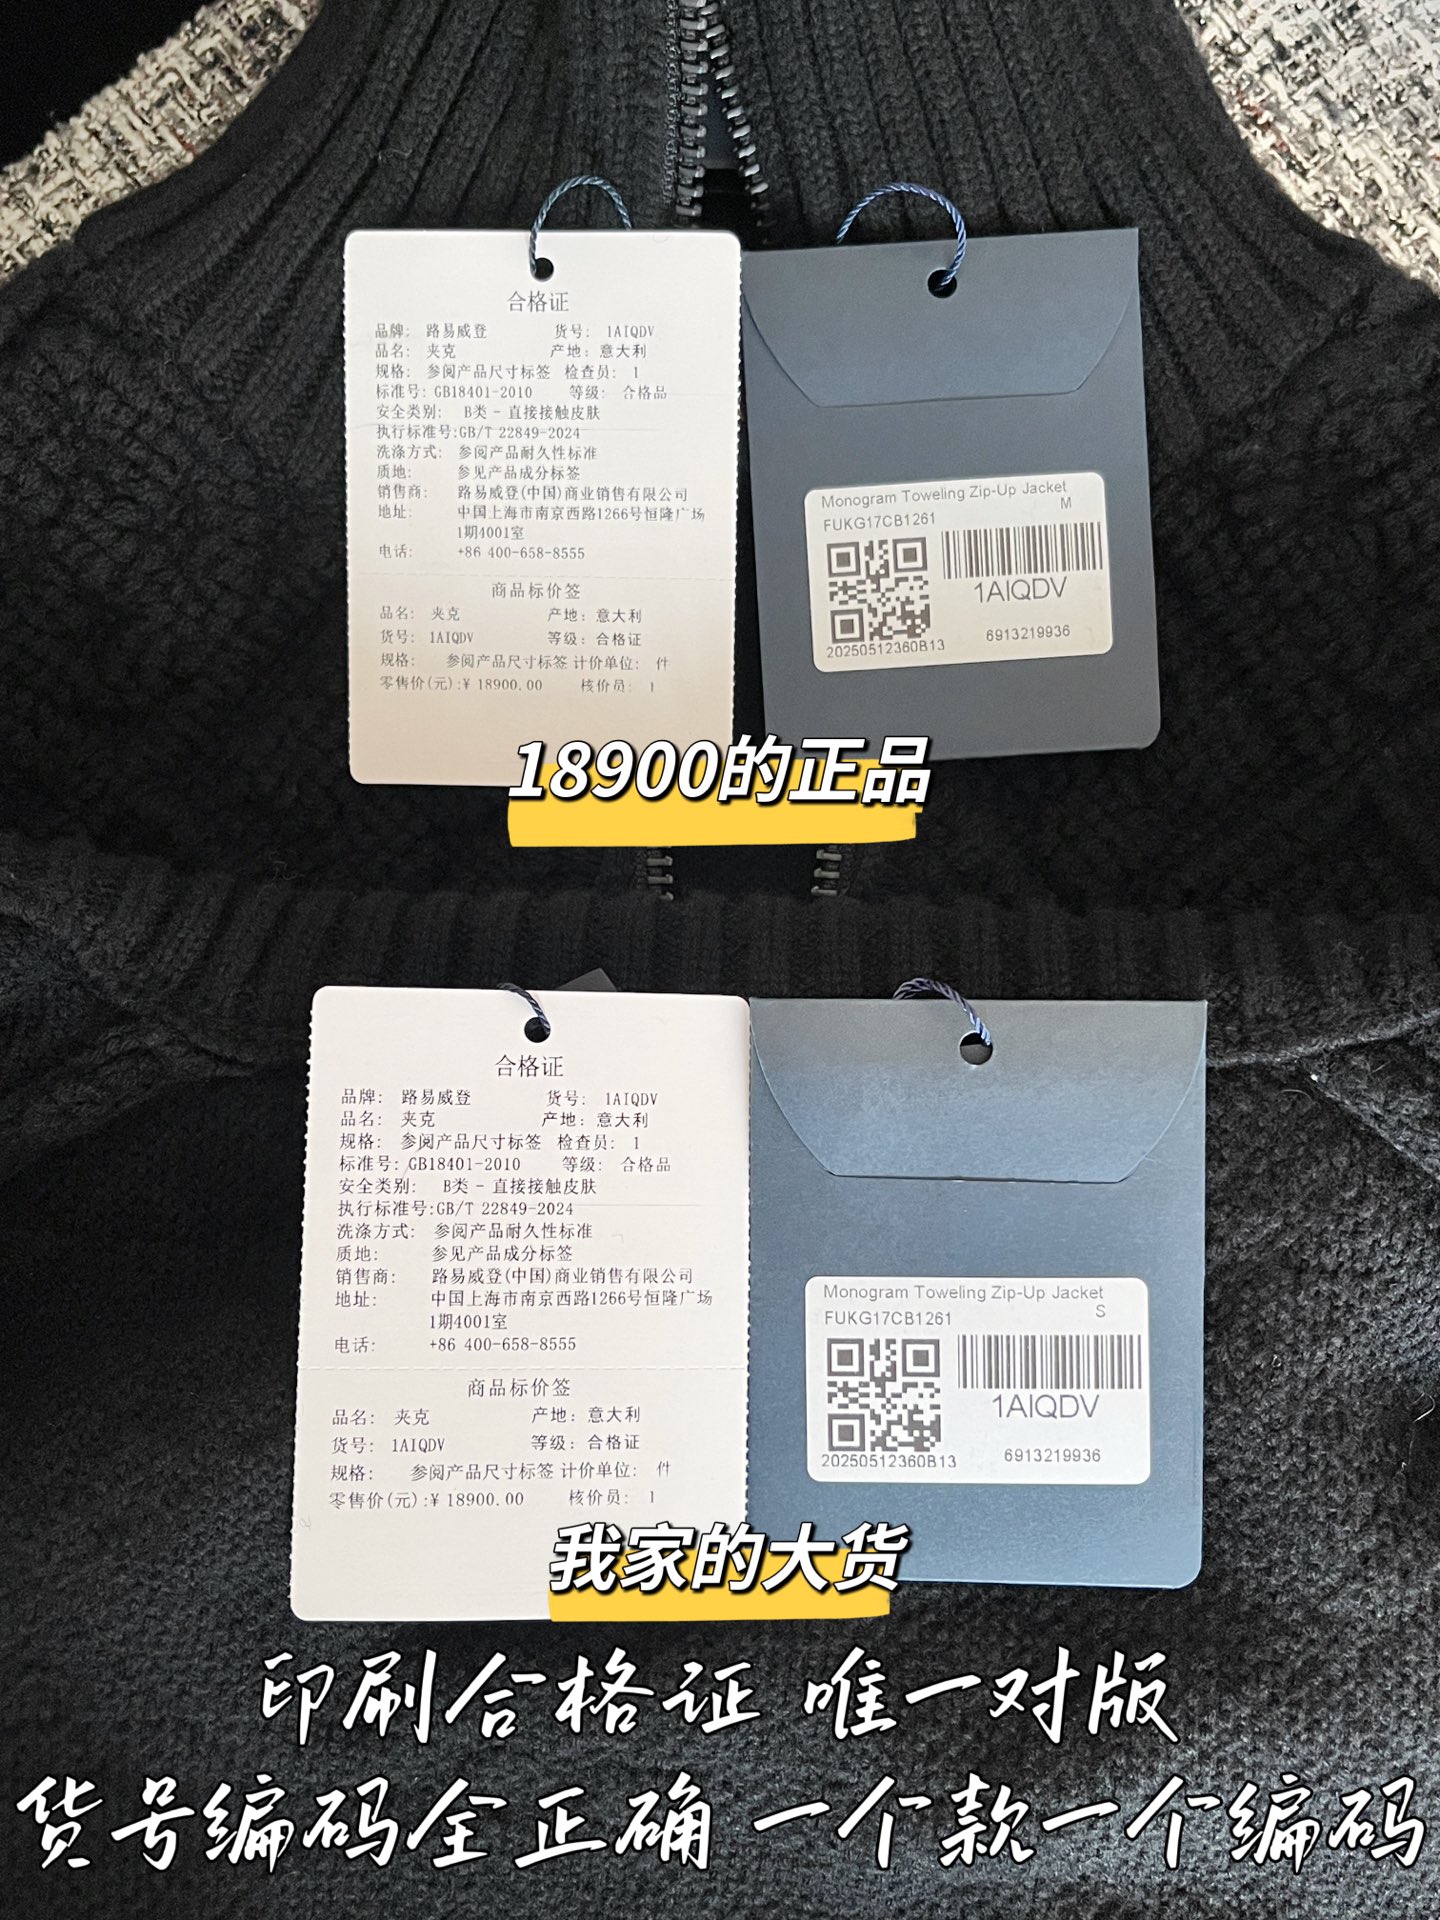 合格证
品牌: 路易威登 货号: 1AIQDV
品名: 夹克 产地: 意大利
规格: 参阅产品尺寸标签 检查员: 1
标准号: GB18401-2010 等级: 合格品
安全类别: B类 - 直接接触皮肤
执行标准号:GB/T 22849-2024
洗涤方式: 参阅产品耐久性标准
质地: 参见产品成分标签
销售商: 路易威登(中国)商业销售有限公司
地址: 中国上海市南京西路1266号恒隆广场
1期4001室
电话: +86 400-658-8555
商品标价签
品名: 夹克 产地: 意大利
货号: 1AIQDV 等级: 合格证
规格: 参阅产品尺寸标签 计价单位: 件
零售价(元):¥ 18900.00 核价员: 1
Monogram Toweling Zip-Up Jacket
M
FUKG17CB1261
1AIQDV
20250512360B13 6913219936
18900的正品
合格证
品牌: 路易威登 货号: 1AIQDV
品名: 夹克 产地: 意大利
规格: 参阅产品尺寸标签 检查员: 1
标准号: GB18401-2010 等级: 合格品
安全类别: B类 - 直接接触皮肤
执行标准号:GB/T 22849-2024
洗涤方式: 参阅产品耐久性标准
质地: 参见产品成分标签
销售商: 路易威登(中国)商业销售有限公司
地址: 中国上海市南京西路1266号恒隆广场
1期4001室
电话: +86 400-658-8555
商品标价签
品名: 夹克 产地: 意大利
货号: 1AIQDV 等级: 合格证
规格: 参阅产品尺寸标签 计价单位: 件
零售价(元):¥ 18900.00 核价员: 1
Monogram Toweling Zip-Up Jacket
S
FUKG17CB1261
1AIQDV
20250512360B13 6913219936
我家的大货
印刷合格证 唯一对版
货号编码全正确 一个款一个编码